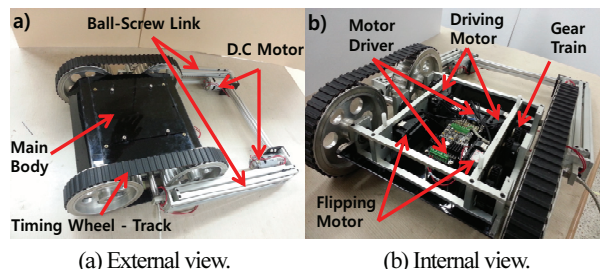 a)
Ball-Screw Link
D.C Motor
Main
Body
Timing Wheel - Track
b)
Motor
Driver
Driving
Motor
Gear
Train
Flipping
Motor
(a) External view.
(b) Internal view.